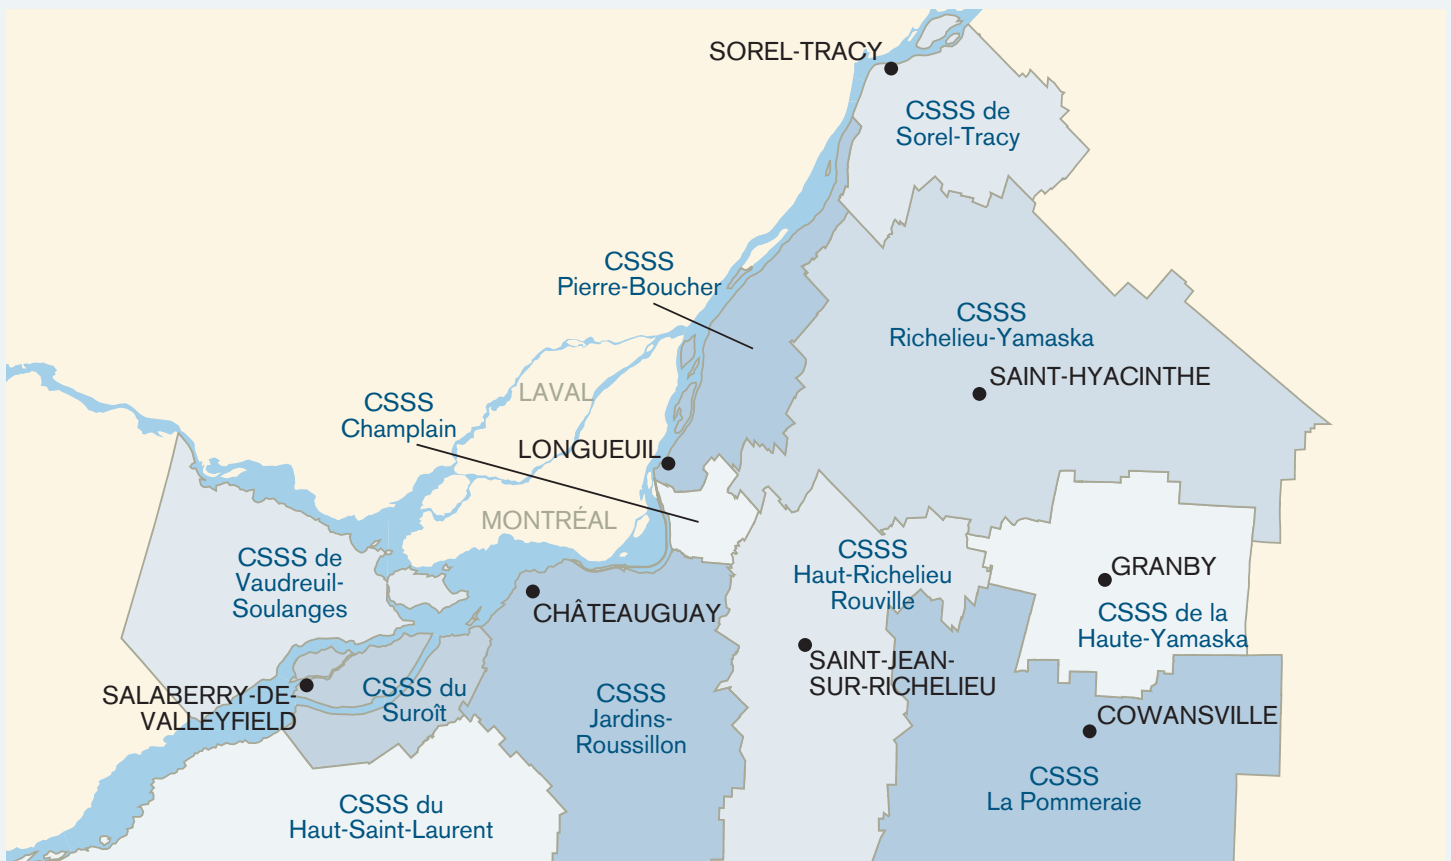 SOREL-TRACY
CSSS de
Sorel-Tracy
CSSS
Pierre-Boucher
CSSS
Richelieu-Yamaska
SAINT-HYACINTHE
LAVAL
CSSS
Champlain
LONGUEUIL
MONTRÉAL
CSSS de
Vaudreuil-
Soulanges
CSSS
Haut-Richelieu
Rouville
GRANBY
CSSS de la
Haute-Yamaska
CHÂTEAUGUAY
SAINT-JEAN-
SUR-RICHELIEU
SALABERRY-DE-
VALLEYFIELD
CSSS du
Suroît
CSSS
Jardins-
Roussillon
COWANSVILLE
CSSS
La Pommeraie
CSSS du
Haut-Saint-Laurent